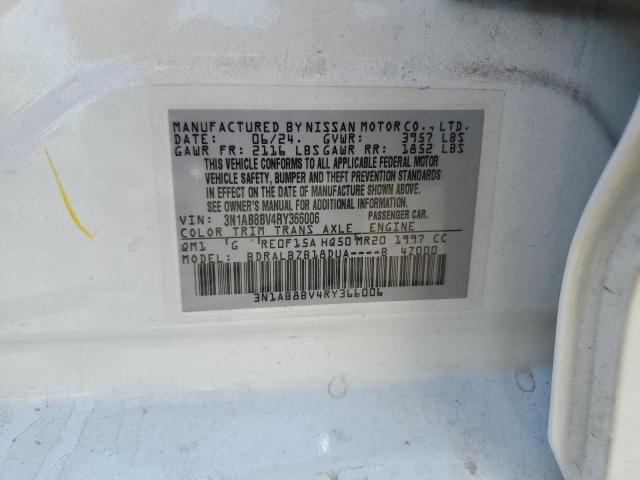 MANUFACTURED BY NISSAN MOTOR CO., LTD.
DATE: 06/24. GVWR: 3957 LBS
GAWR FR: 2116 LBS GAWR RR: 1852 LBS
THIS VEHICLE CONFORMS TO ALL APPLICABLE FEDERAL MOTOR
VEHICLE SAFETY, BUMPER AND THEFT PREVENTION STANDARDS
IN EFFECT ON THE DATE OF MANUFACTURE SHOWN ABOVE.
SEE OWNER'S MANUAL FOR ADDITIONAL INFORMATION.
VIN: 3N1AB8BV4RY366006 PASSENGER CAR.
COLOR TRIM TRANS AXLE ENGINE
QM1 G RE0F15A HQ50 MR20 1997 CC
MODEL: BDRALBZB18DUA----B 4Z000
3N1AB8BV4RY366006